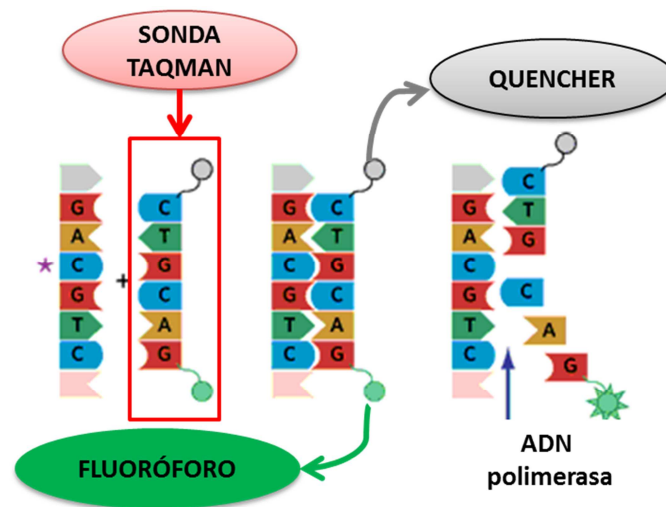 SONDA
TAQMAN
QUENCHER
G C G C G C
A T A T A T
C G C G C G
+
G C G C G C
T A T A T A
C G C G C G
FLUORÓFORO
ADN
polimerasa